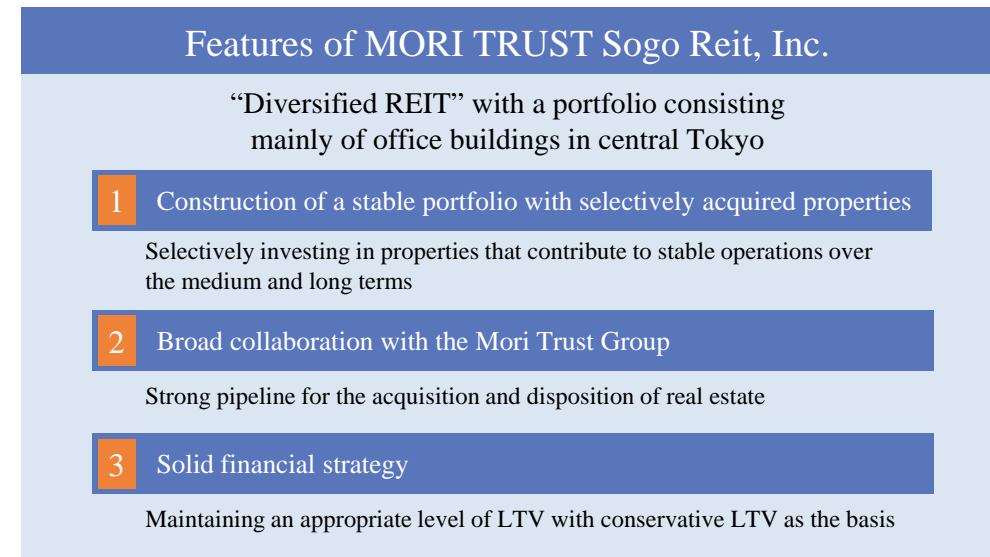 Features of MORI TRUST Sogo Reit, Inc.
“Diversified REIT” with a portfolio consisting
mainly of office buildings in central Tokyo
1 Construction of a stable portfolio with selectively acquired properties
Selectively investing in properties that contribute to stable operations over
the medium and long terms
2 Broad collaboration with the Mori Trust Group
Strong pipeline for the acquisition and disposition of real estate
3 Solid financial strategy
Maintaining an appropriate level of LTV with conservative LTV as the basis